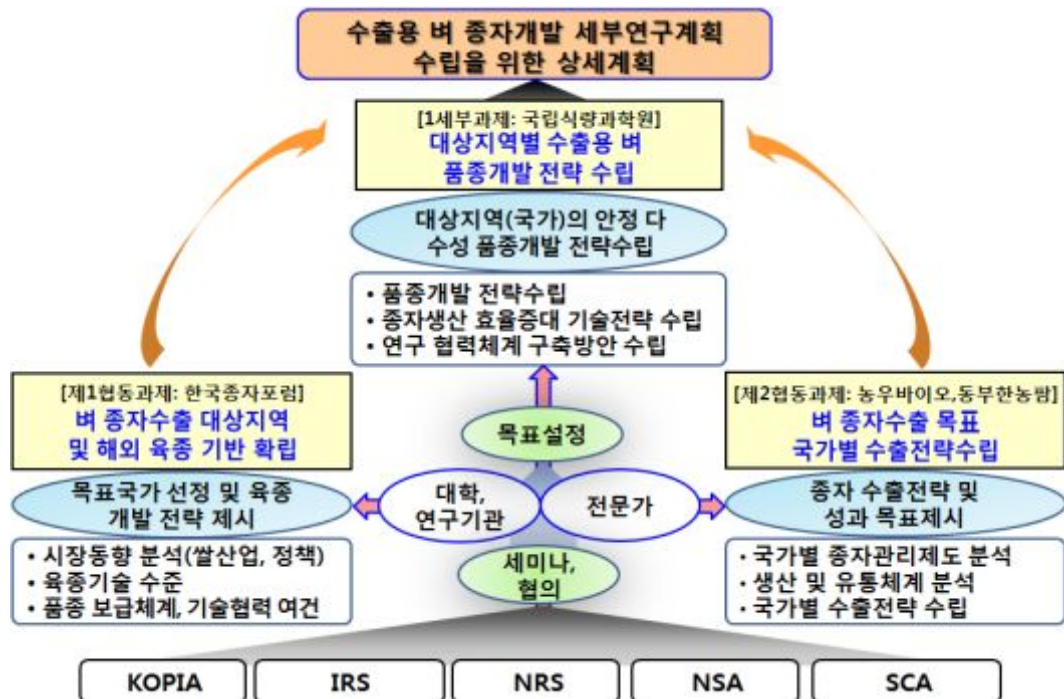 수출용 벼 종자개발 세부연구계획
수립을 위한 상세계획
[1세부과제: 국립식량과학원]
대상지역별 수출용 벼
품종개발 전략 수립
대상지역(국가)의 안정 다
수성 품종개발 전략수립
• 품종개발 전략수립
• 종자생산 효율증대 기술전략 수립
• 연구 협력체계 구축방안 수립
[제1협동과제: 한국종자포럼]
벼 종자수출 대상지역
및 해외 육종 기반 확립
목표국가 선정 및 육종
개발 전략 제시
• 시장동향 분석(쌀산업, 정책)
• 육종기술 수준
• 품종 보급체계, 기술협력 여건
목표설정
대학,
연구기관
전문가
세미나,
협의
[제2협동과제: 농우바이오,동부한농팜]
벼 종자수출 목표
국가별 수출전략수립
종자 수출전략 및
성과 목표제시
• 국가별 종자관리제도 분석
• 생산 및 유통체계 분석
• 국가별 수출전략 수립
KOPIA
IRS
NRS
NSA
SCA